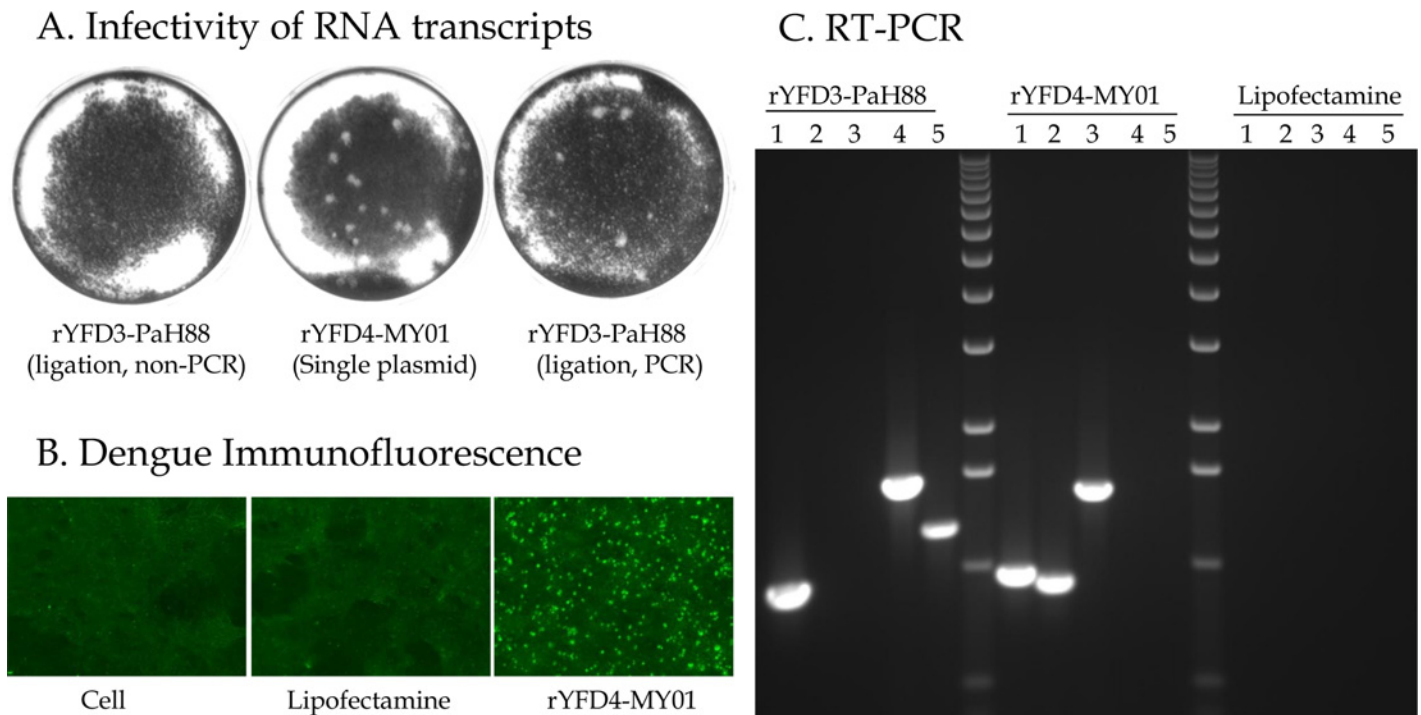 A. Infectivity of RNA transcripts
rYFD3-PaH88
(ligation, non-PCR)
rYFD4-MY01
(Single plasmid)
rYFD3-PaH88
(ligation, PCR)
B. Dengue Immunofluorescence
Cell
Lipofectamine
rYFD4-MY01
C. RT-PCR
rYFD3-PaH88
rYFD4-MY01
Lipofectamine
1 2 3 4 5
1 2 3 4 5
1 2 3 4 5